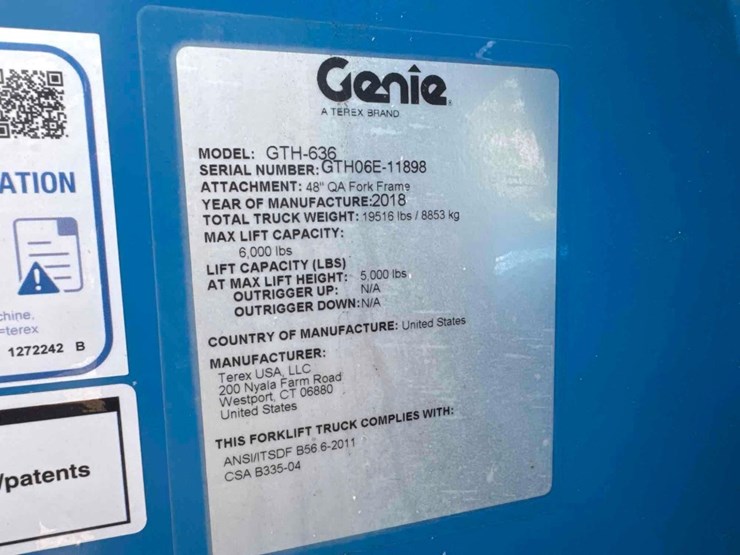 Genie
A TEREX BRAND
MODEL: GTH-636
SERIAL NUMBER: GTH06E-11898
ATTACHMENT: 48" QA Fork Frame
YEAR OF MANUFACTURE:2018
TOTAL TRUCK WEIGHT: 19516 lbs / 8853 kg
MAX LIFT CAPACITY:
6,000 lbs
LIFT CAPACITY (LBS)
AT MAX LIFT HEIGHT: 5,000 lbs
OUTRIGGER UP: N/A
OUTRIGGER DOWN:N/A
COUNTRY OF MANUFACTURE: United States
MANUFACTURER:
Terex USA, LLC
200 Nyala Farm Road
Westport, CT 06880
United States
THIS FORKLIFT TRUCK COMPLIES WITH:
ANSI/ITSDF B56.6-2011
CSA B335-04
ATION
chine.
=terex
1272242 B
/patents